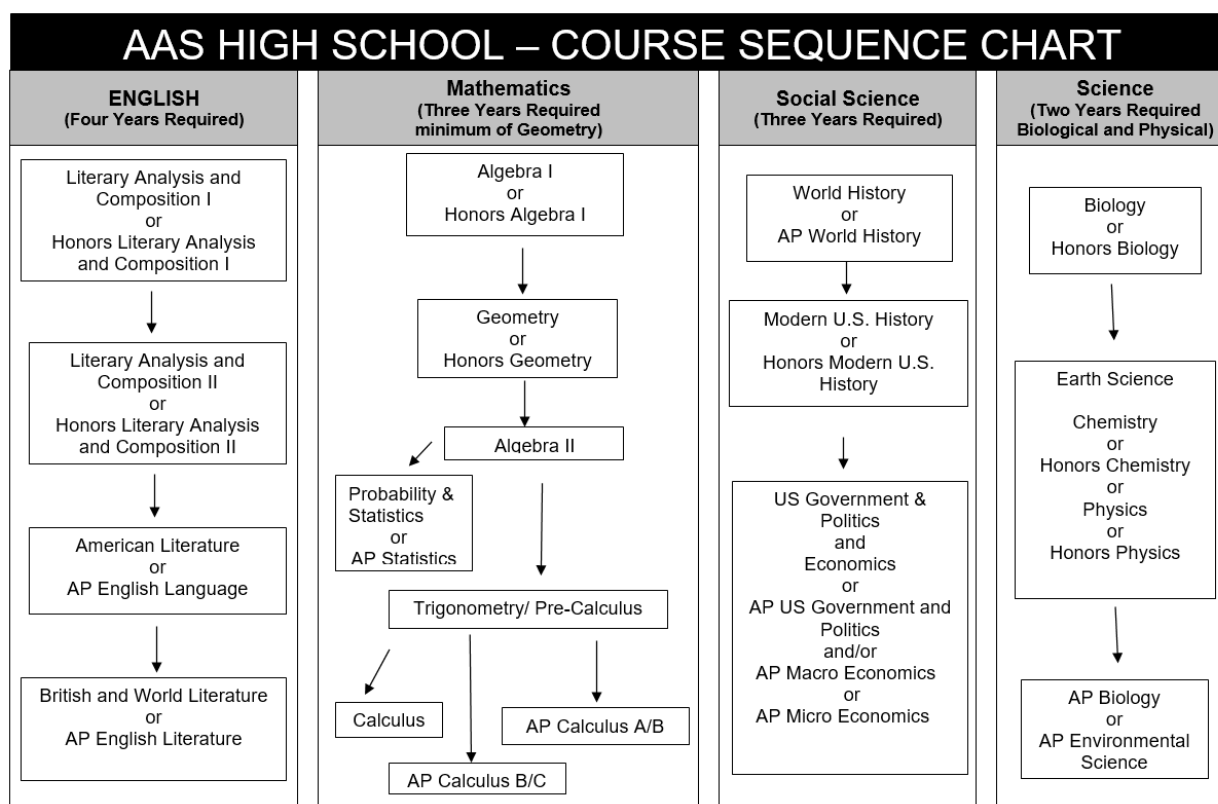 AAS HIGH SCHOOL – COURSE SEQUENCE CHART
ENGLISH
(Four Years Required)
Literary Analysis and
Composition I
or
Honors Literary Analysis
and Composition I
Literary Analysis and
Composition II
or
Honors Literary Analysis
and Composition II
American Literature
or
AP English Language
British and World Literature
or
AP English Literature
Mathematics
(Three Years Required
minimum of Geometry)
Algebra I
or
Honors Algebra I
Geometry
or
Honors Geometry
Algebra II
Probability &
Statistics
or
AP Statistics
Trigonometry/ Pre-Calculus
Calculus
AP Calculus A/B
AP Calculus B/C
Social Science
(Three Years Required)
World History
or
AP World History
Modern U.S. History
or
Honors Modern U.S.
History
US Government &
Politics
and
Economics
or
AP US Government and
Politics
and/or
AP Macro Economics
or
AP Micro Economics
Science
(Two Years Required
Biological and Physical)
Biology
or
Honors Biology
Earth Science
Chemistry
or
Honors Chemistry
or
Physics
or
Honors Physics
AP Biology
or
AP Environmental
Science